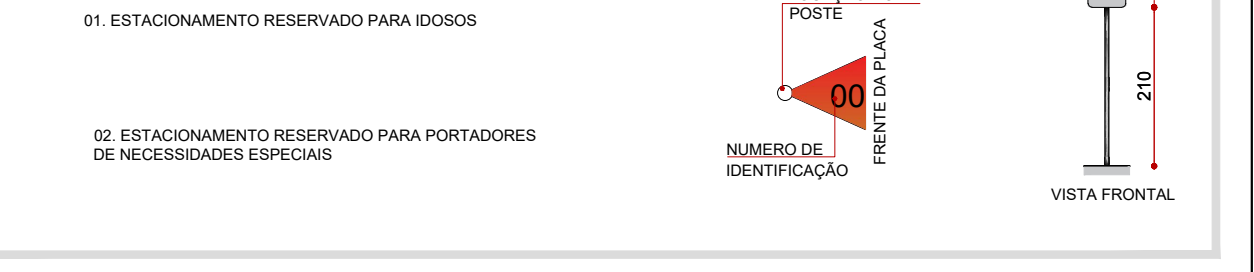 01. ESTACIONAMENTO RESERVADO PARA IDOSOS
02. ESTACIONAMENTO RESERVADO PARA PORTADORES
DE NECESSIDADES ESPECIAIS
POSTE
00
FRENTE DA PLACA
NUMERO DE
IDENTIFICAÇÃO
210
VISTA FRONTAL